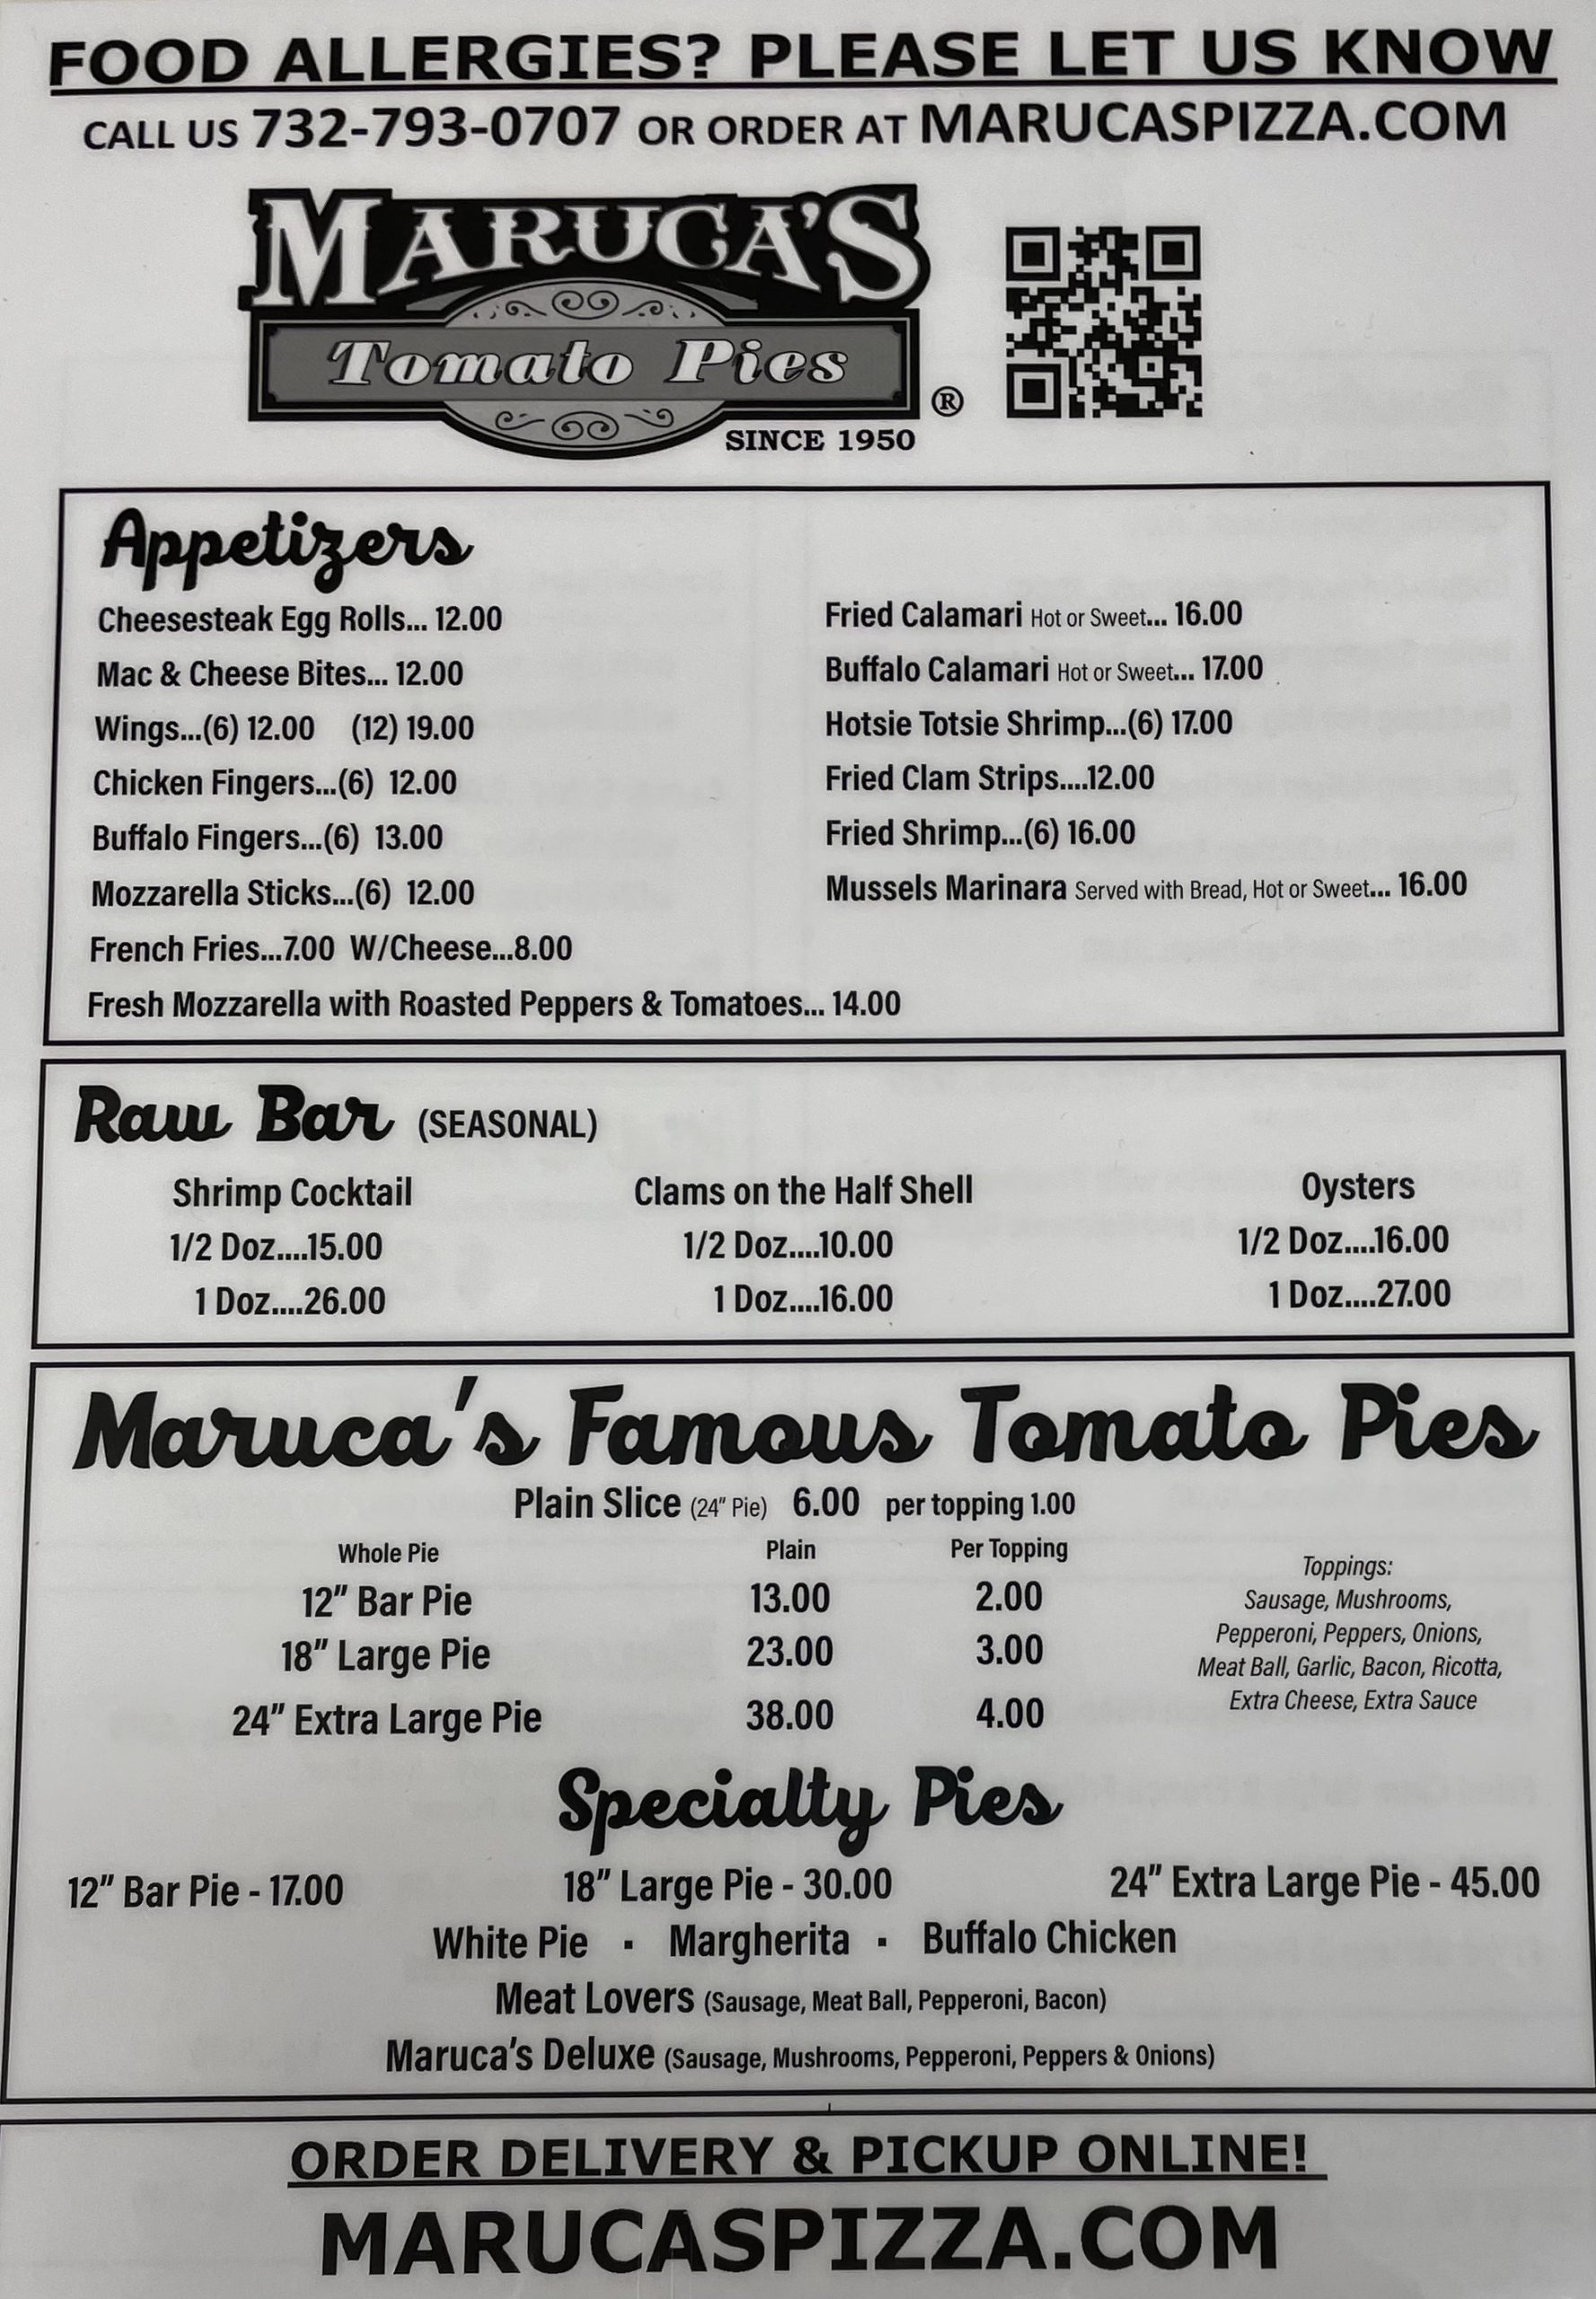 FOOD ALLERGIES? PLEASE LET US KNOW
CALL US 732-793-0707 OR ORDER AT MARUCASPIZZA.COM
MARUCA'S
Tomato Pies
®
SINCE 1950
Appetizers
Cheesesteak Egg Rolls... 12.00
Mac & Cheese Bites... 12.00
Wings...(6) 12.00 (12) 19.00
Chicken Fingers...(6) 12.00
Buffalo Fingers...(6) 13.00
Mozzarella Sticks...(6) 12.00
French Fries...7.00 W/Cheese...8.00
Fresh Mozzarella with Roasted Peppers & Tomatoes... 14.00
Fried Calamari Hot or Sweet... 16.00
Buffalo Calamari Hot or Sweet... 17.00
Hotsie Totsie Shrimp...(6) 17.00
Fried Clam Strips....12.00
Fried Shrimp...(6) 16.00
Mussels Marinara Served with Bread, Hot or Sweet... 16.00
Raw Bar (SEASONAL)
Shrimp Cocktail
1/2 Doz....15.00
1 Doz....26.00
Clams on the Half Shell
1/2 Doz....10.00
1 Doz....16.00
Oysters
1/2 Doz....16.00
1 Doz....27.00
Maruca's Famous Tomato Pies
Plain Slice (24" Pie) 6.00 per topping 1.00
Whole Pie Plain Per Topping
12" Bar Pie 13.00 2.00
18" Large Pie 23.00 3.00
24" Extra Large Pie 38.00 4.00
Toppings:
Sausage, Mushrooms,
Pepperoni, Peppers, Onions,
Meat Ball, Garlic, Bacon, Ricotta,
Extra Cheese, Extra Sauce
Specialty Pies
12" Bar Pie - 17.00 18" Large Pie - 30.00 24" Extra Large Pie - 45.00
White Pie · Margherita · Buffalo Chicken
Meat Lovers (Sausage, Meat Ball, Pepperoni, Bacon)
Maruca's Deluxe (Sausage, Mushrooms, Pepperoni, Peppers & Onions)
ORDER DELIVERY & PICKUP ONLINE!
MARUCASPIZZA.COM